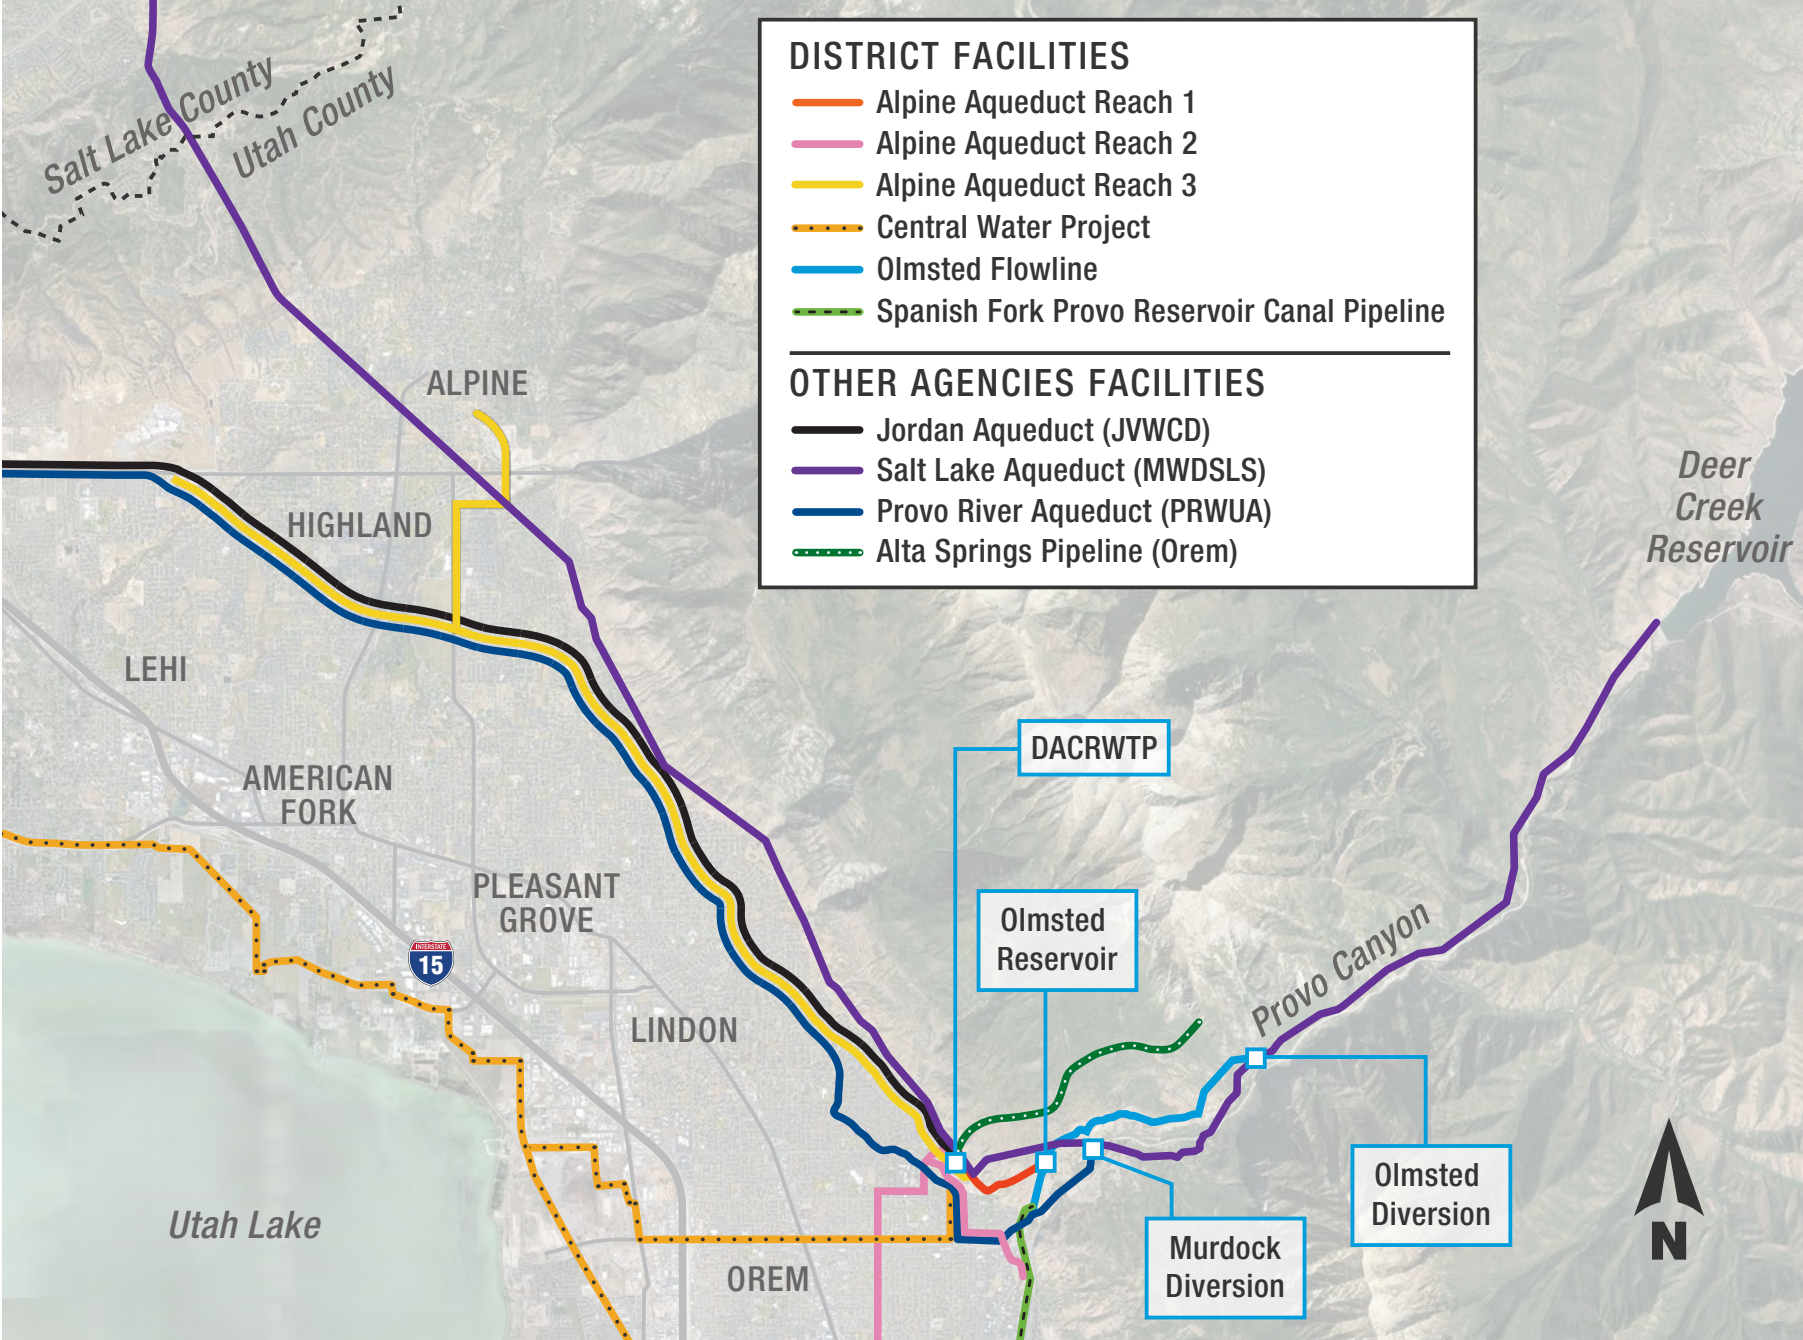 Salt Lake County
Utah County
DISTRICT FACILITIES
Alpine Aqueduct Reach 1
Alpine Aqueduct Reach 2
Alpine Aqueduct Reach 3
Central Water Project
Olmsted Flowline
Spanish Fork Provo Reservoir Canal Pipeline
OTHER AGENCIES FACILITIES
Jordan Aqueduct (JVWCD)
Salt Lake Aqueduct (MWDSLS)
Provo River Aqueduct (PRWUA)
Alta Springs Pipeline (Orem)
ALPINE
Deer
Creek
Reservoir
HIGHLAND
LEHI
DACRWTP
AMERICAN
FORK
PLEASANT
GROVE
Olmsted
Reservoir
Provo Canyon
INTERSTATE
15
LINDON
Olmsted
Diversion
Utah Lake
Murdock
Diversion
OREM
N